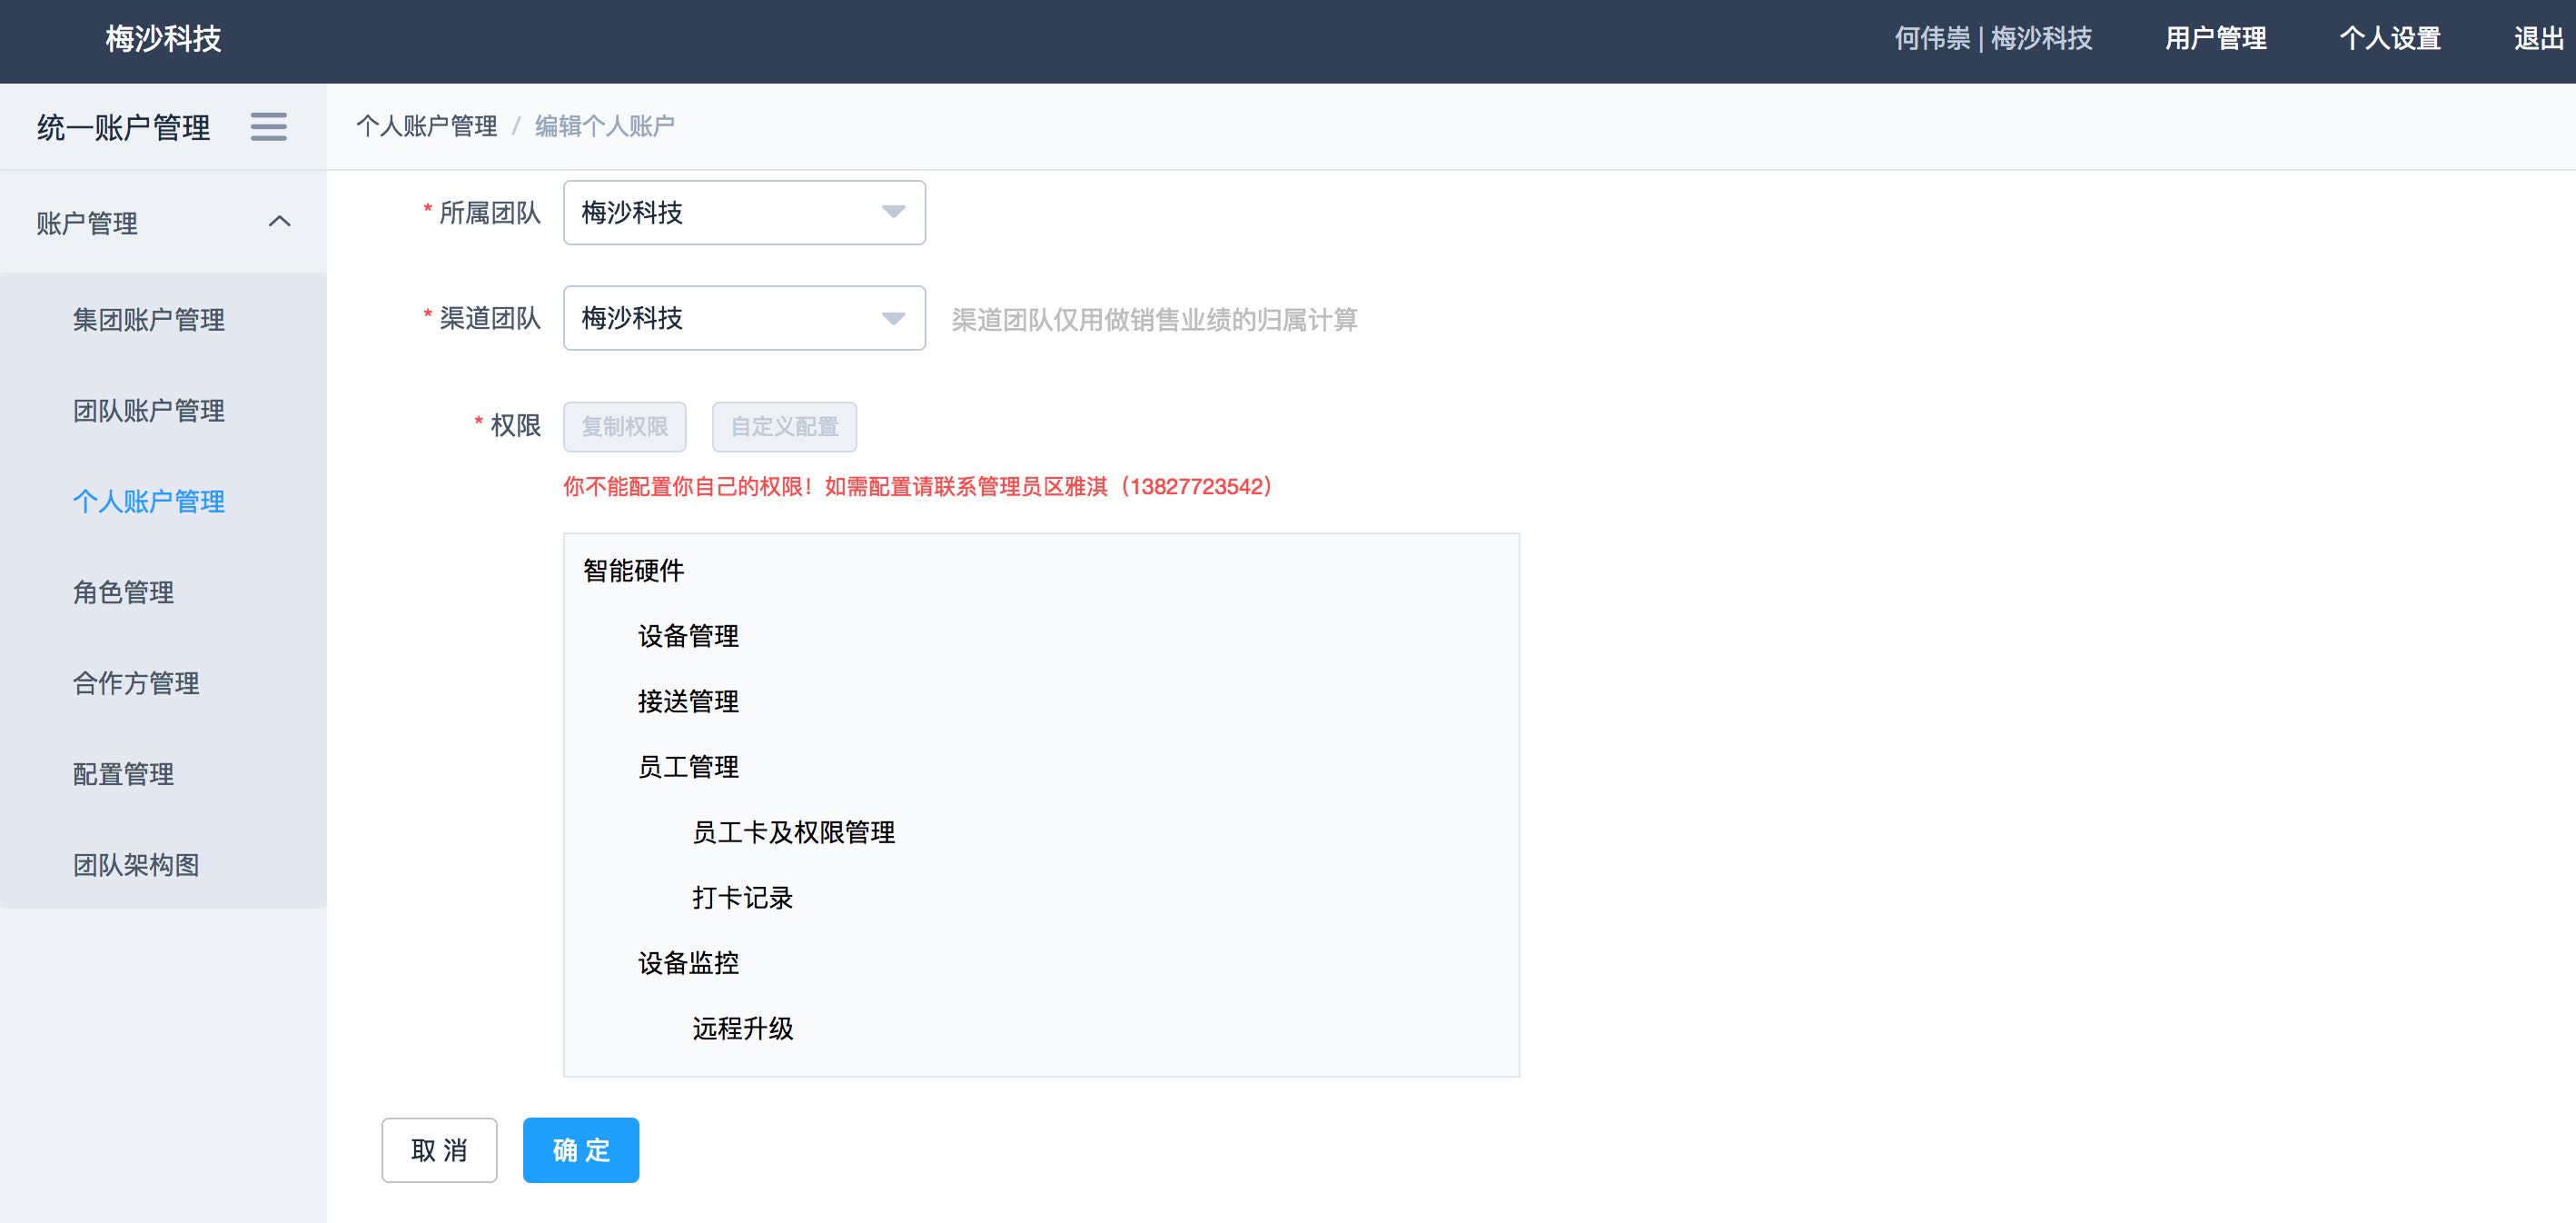 梅沙科技
何伟崇 | 梅沙科技 用户管理 个人设置 退出
统一账户管理
个人账户管理 / 编辑个人账户
账户管理
集团账户管理
团队账户管理
个人账户管理
角色管理
合作方管理
配置管理
团队架构图
* 所属团队 梅沙科技
* 渠道团队 梅沙科技 渠道团队仅用做销售业绩的归属计算
* 权限 复制权限 自定义配置
你不能配置你自己的权限！如需配置请联系管理员区雅淇（13827723542）
智能硬件
设备管理
接送管理
员工管理
员工卡及权限管理
打卡记录
设备监控
远程升级
取 消 确 定